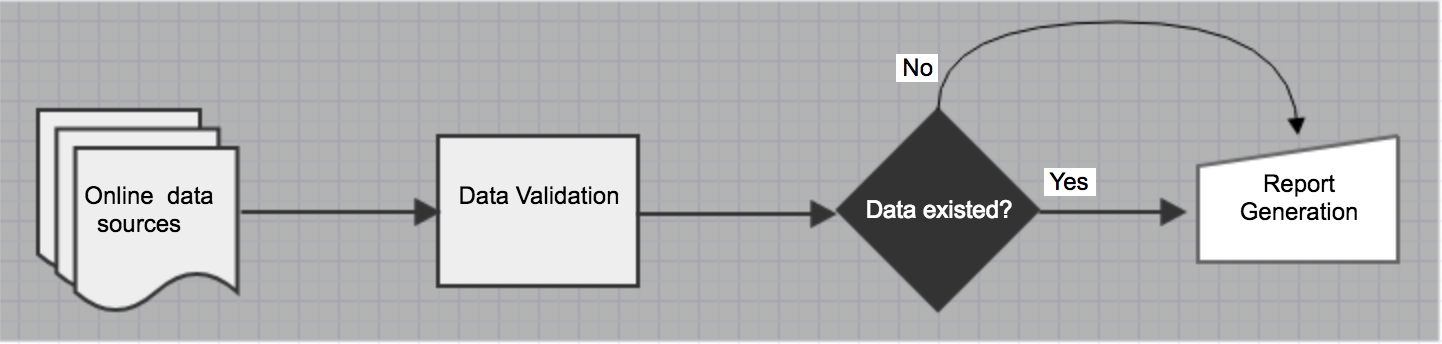 No
Online  data
sources
Data Validation
Data existed?
Yes
Report
Generation